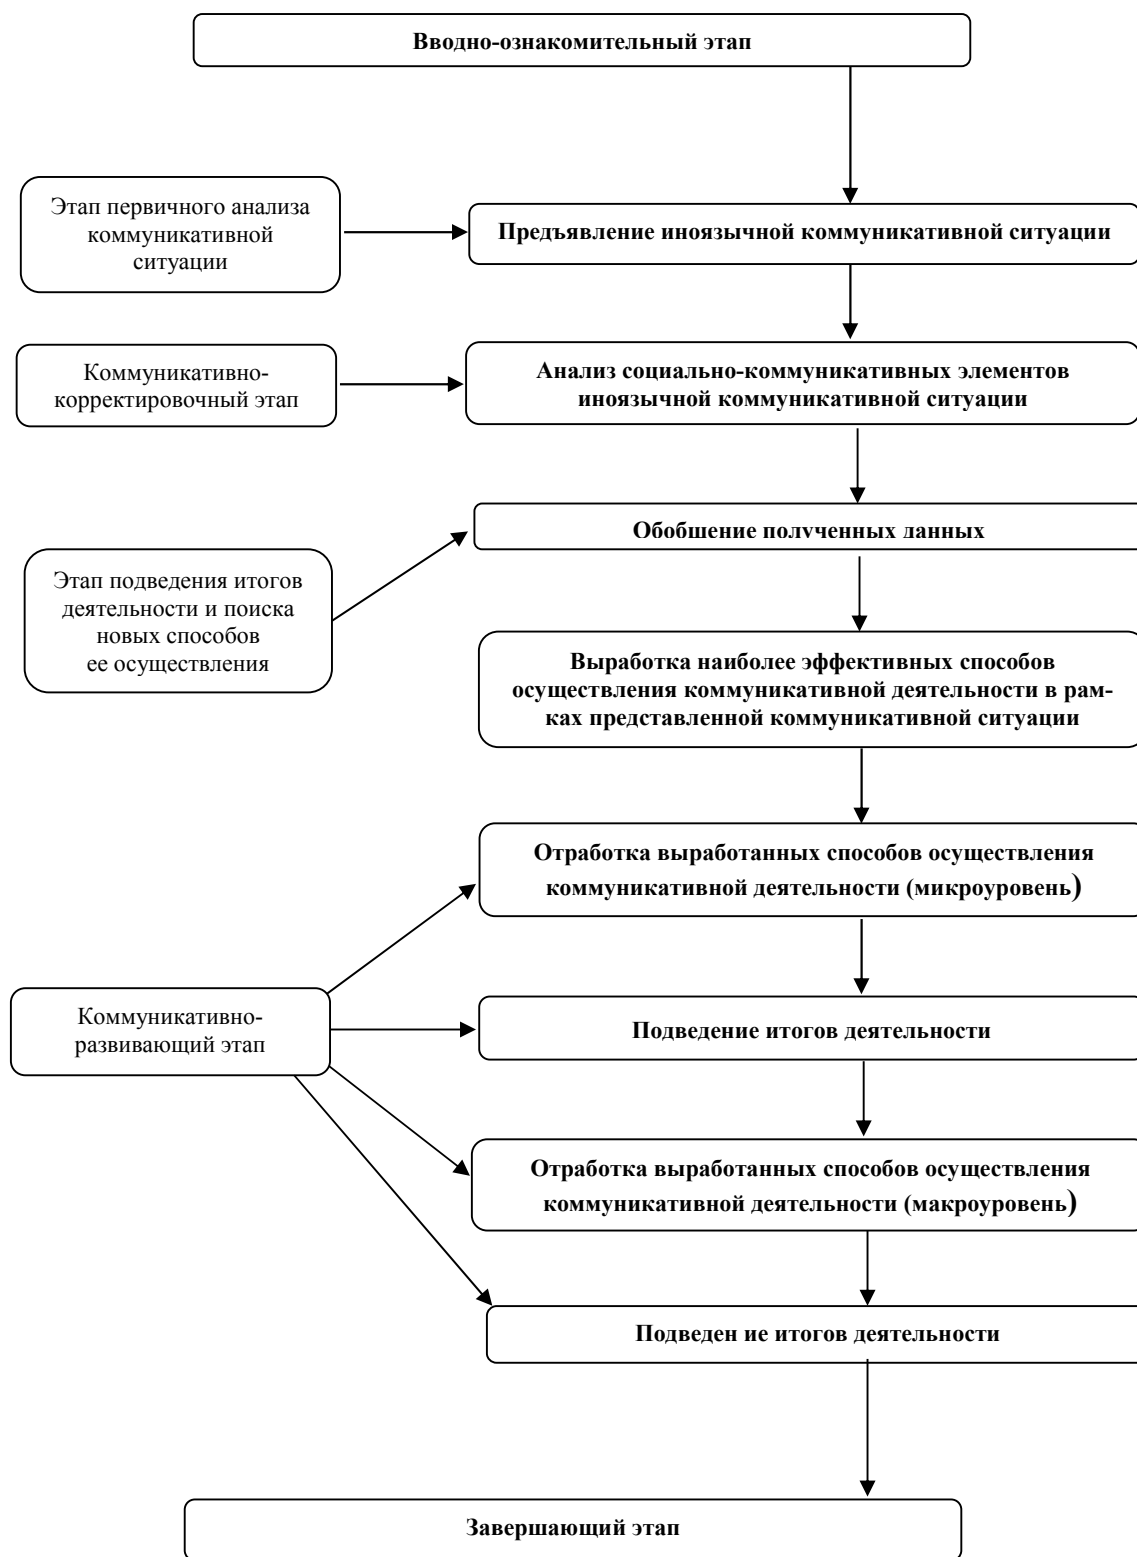 Вводно-ознакомительный этап
Этап первичного анализа
коммуникативной
ситуации
Предъявление иноязычной коммуникативной ситуации
Коммуникативно-
корректировочный этап
Анализ социально-коммуникативных элементов
иноязычной коммуникативной ситуации
Обобщение полученных данных
Этап подведения итогов
деятельности и поиска
новых способов
ее осуществления
Выработка наиболее эффективных способов
осуществления коммуникативной деятельности в рам-
ках представленной коммуникативной ситуации
Отработка выработанных способов осуществления
коммуникативной деятельности (микроуровень)
Коммуникативно-
развивающий этап
Подведение итогов деятельности
Отработка выработанных способов осуществления
коммуникативной деятельности (макроуровень)
Подведен ие итогов деятельности
Завершающий этап